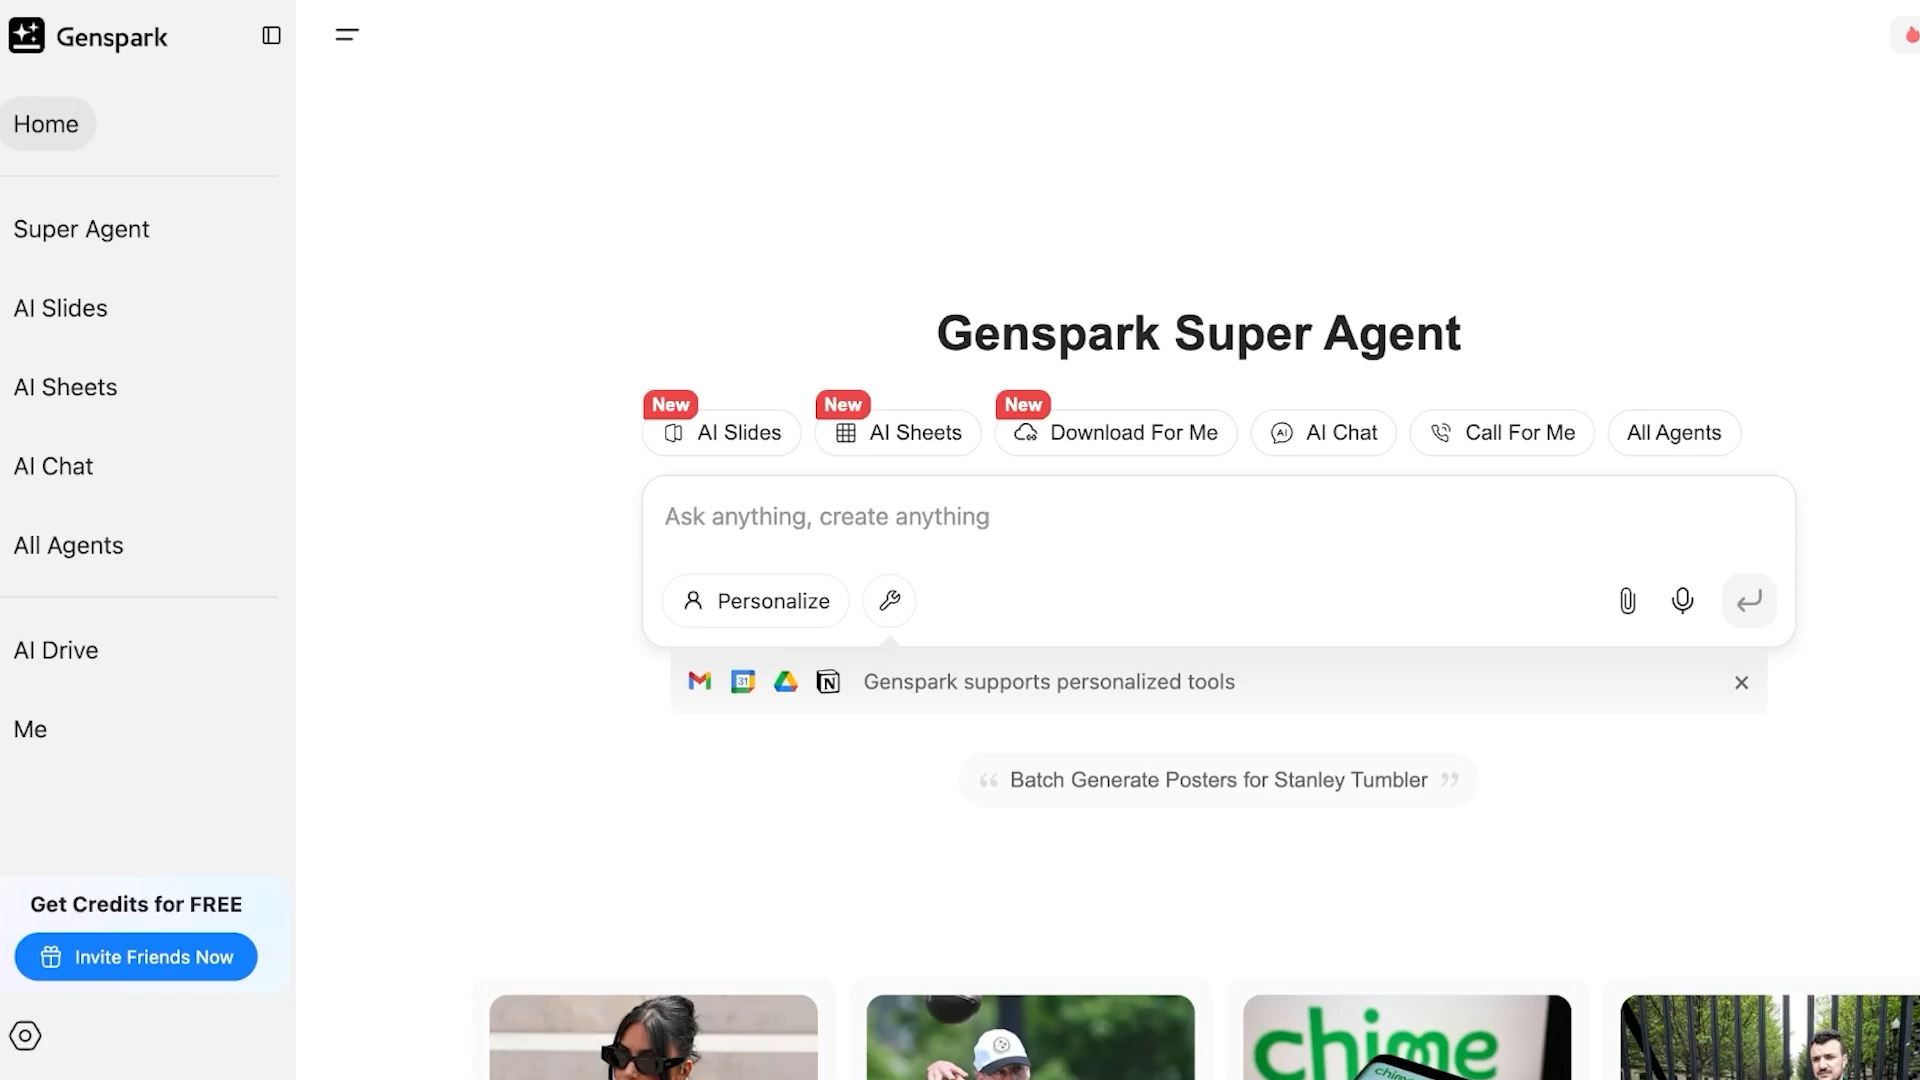 Genspark
Home
Super Agent
AI Slides
AI Sheets
AI Chat
All Agents
AI Drive
Me
Get Credits for FREE
Invite Friends Now
Genspark Super Agent
New New New
AI Slides AI Sheets Download For Me AI Chat Call For Me All Agents
Ask anything, create anything
Personalize
31 N Genspark supports personalized tools
“ Batch Generate Posters for Stanley Tumbler ”
chime
chime